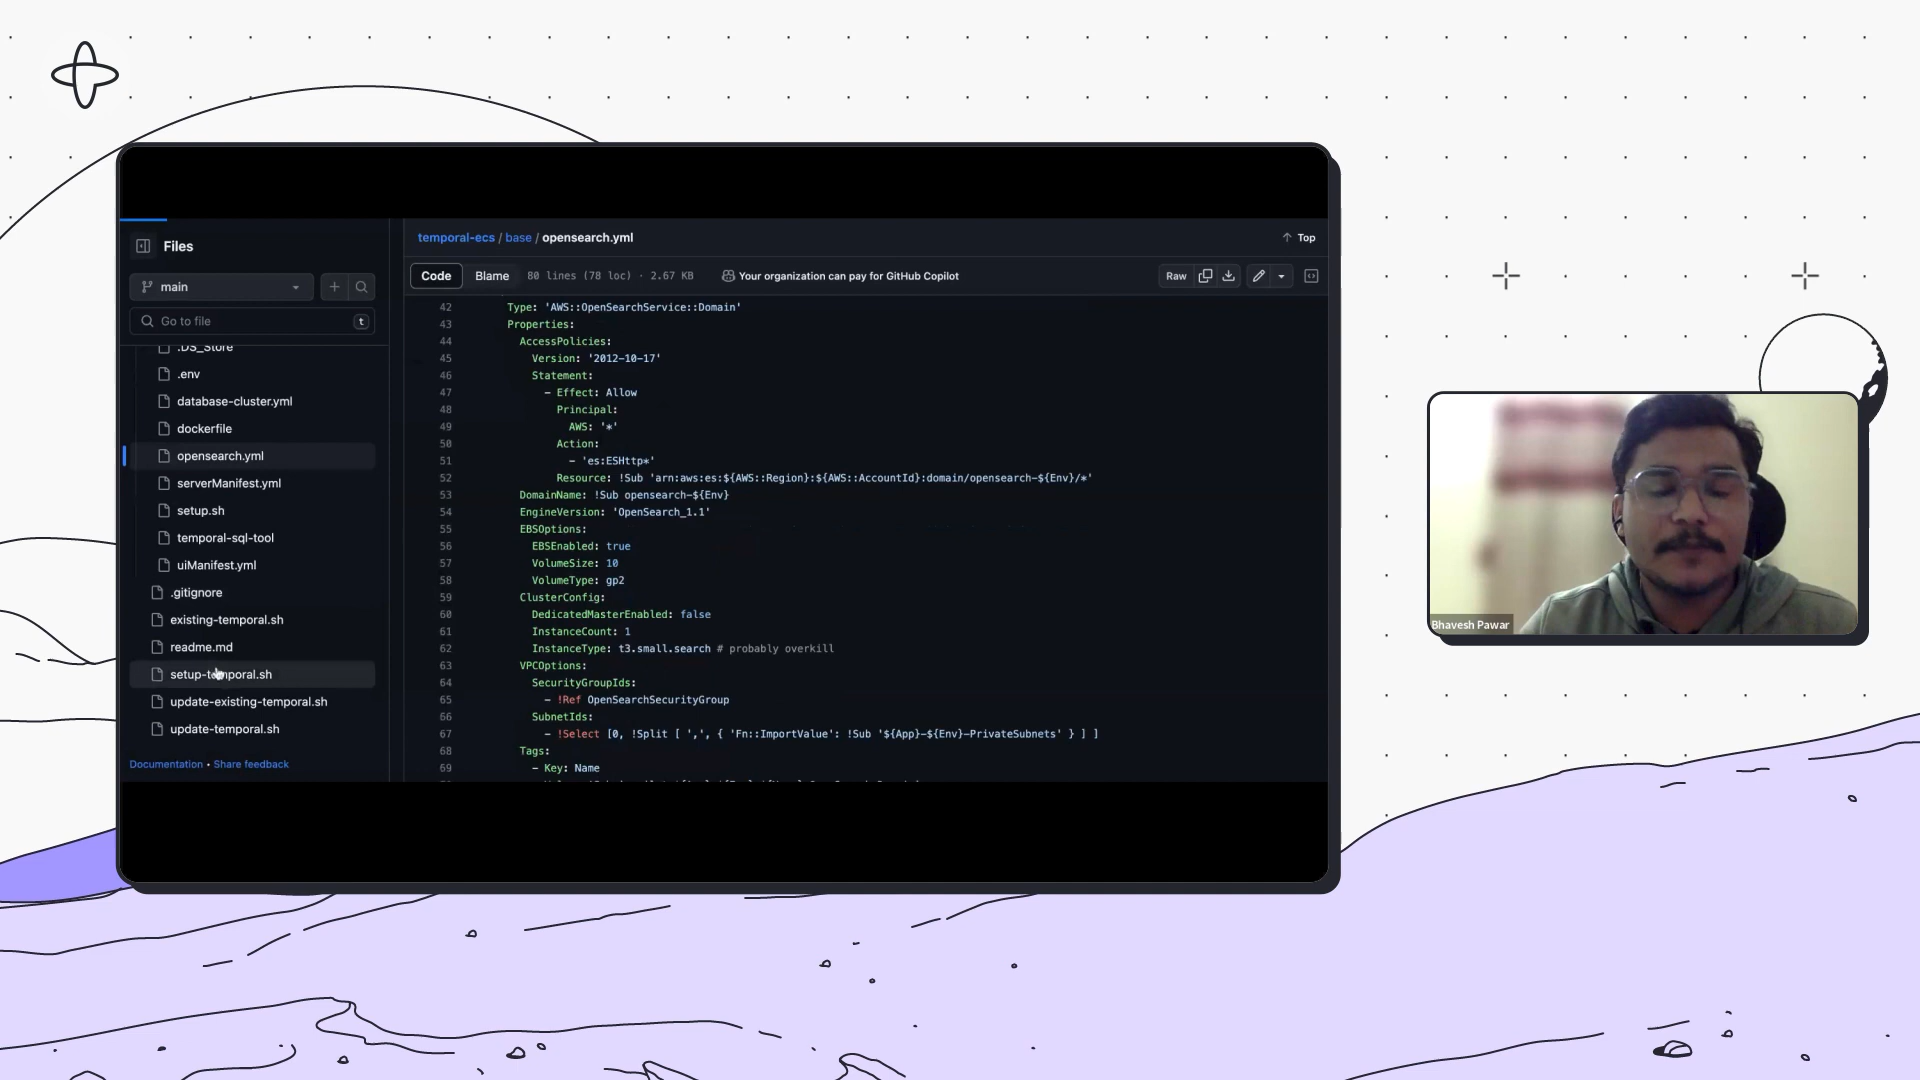 Files
main
Go to file
t
.DS_Store
.env
database-cluster.yml
dockerfile
opensearch.yml
serverManifest.yml
setup.sh
temporal-sql-tool
uiManifest.yml
.gitignore
existing-temporal.sh
readme.md
setup-temporal.sh
update-existing-temporal.sh
update-temporal.sh
Documentation • Share feedback
temporal-ecs / base / opensearch.yml
Top
Code Blame 80 lines (78 loc) · 2.67 KB Your organization can pay for GitHub Copilot Raw
42 Type: 'AWS::OpenSearchService::Domain'
43 Properties:
44 AccessPolicies:
45 Version: '2012-10-17'
46 Statement:
47 - Effect: Allow
48 Principal:
49 AWS: '*'
50 Action:
51 - 'es:ESHttp*'
52 Resource: !Sub 'arn:aws:es:${AWS::Region}:${AWS::AccountId}:domain/opensearch-${Env}/*'
53 DomainName: !Sub opensearch-${Env}
54 EngineVersion: 'OpenSearch_1.1'
55 EBSOptions:
56 EBSEnabled: true
57 VolumeSize: 10
58 VolumeType: gp2
59 ClusterConfig:
60 DedicatedMasterEnabled: false
61 InstanceCount: 1
62 InstanceType: t3.small.search # probably overkill
63 VPCOptions:
64 SecurityGroupIds:
65 - !Ref OpenSearchSecurityGroup
66 SubnetIds:
67 - !Select [0, !Split [ ',', { 'Fn::ImportValue': !Sub '${App}-${Env}-PrivateSubnets' } ] ]
68 Tags:
69 - Key: Name
Bhavesh Pawar